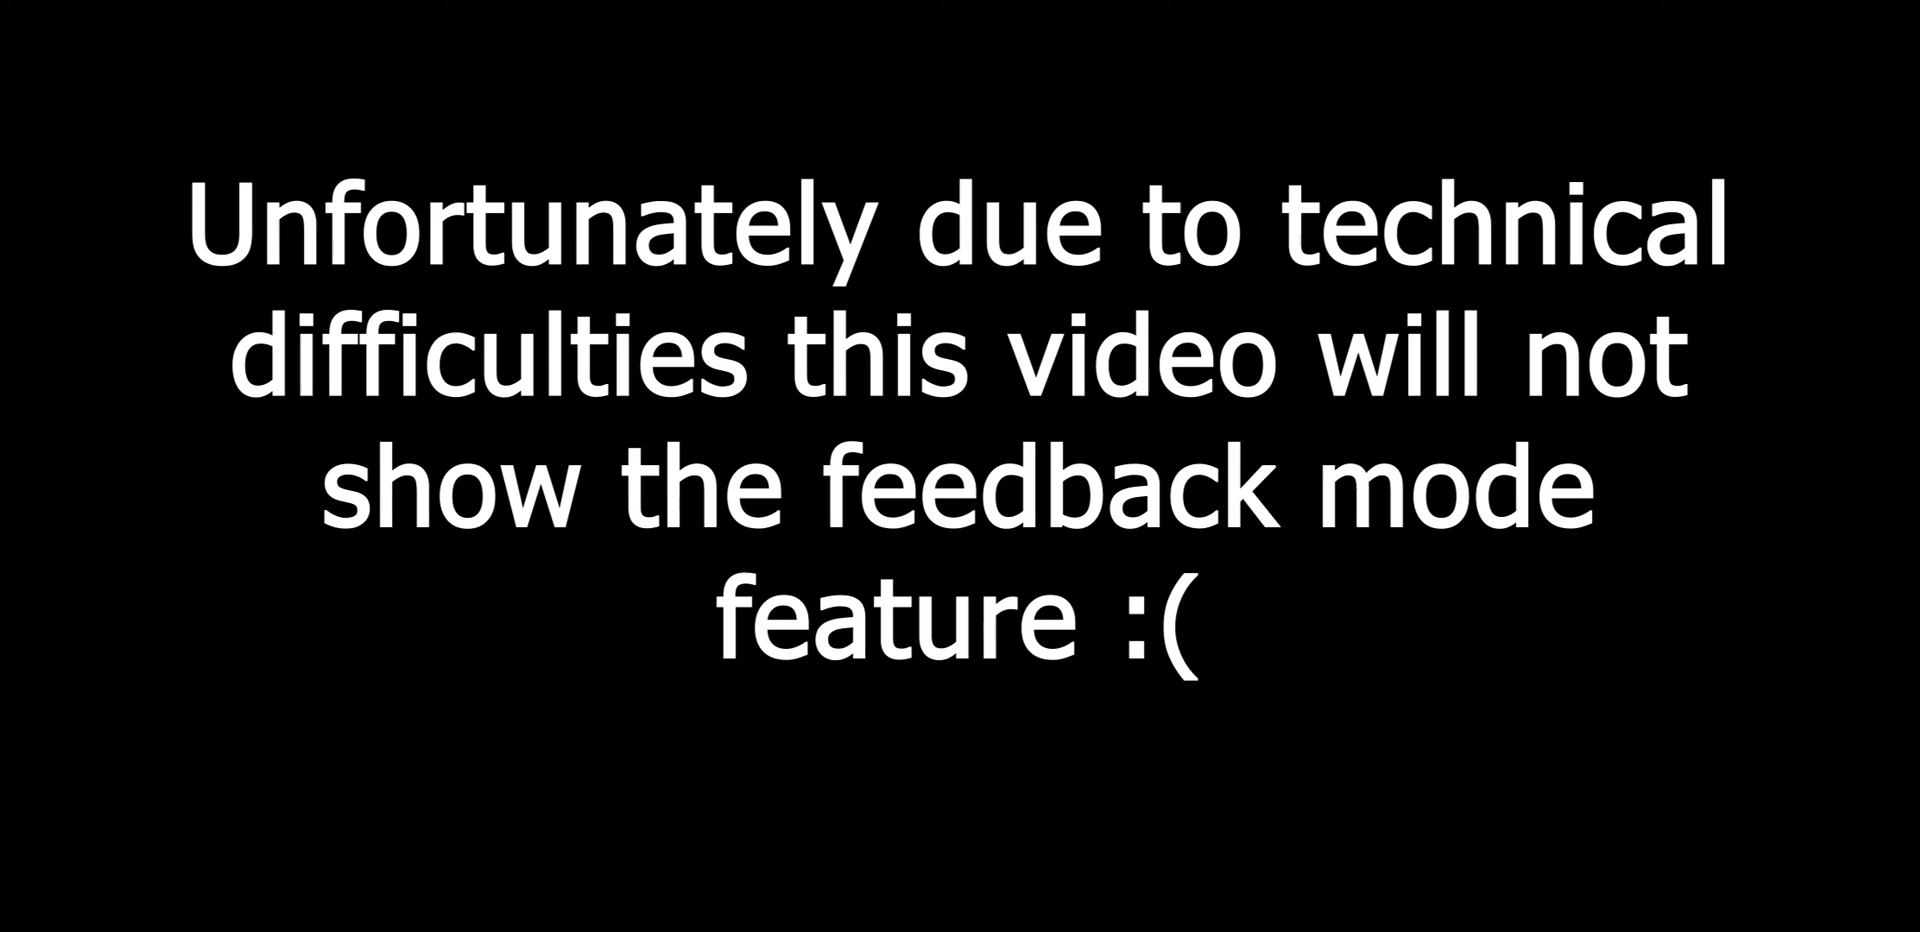 Unfortunately due to technical
difficulties this video will not
show the feedback mode
feature :(